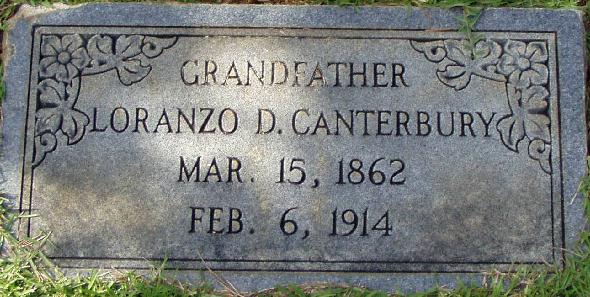 GRANDFATHER
LORANZO D. CANTERBURY
MAR. 15, 1862
FEB. 6, 1914